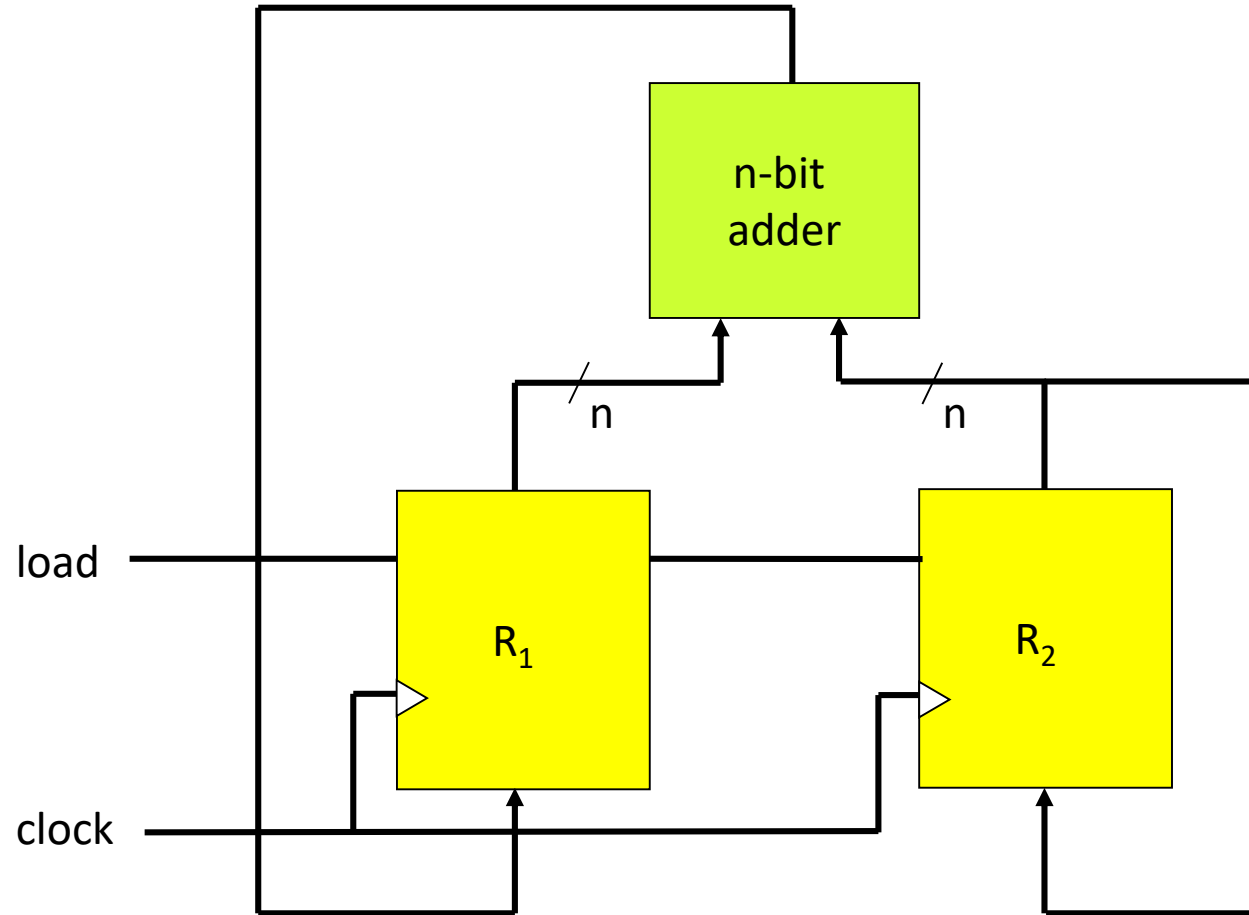 n-bit
adder
n
n
load
R₁
R₂
clock